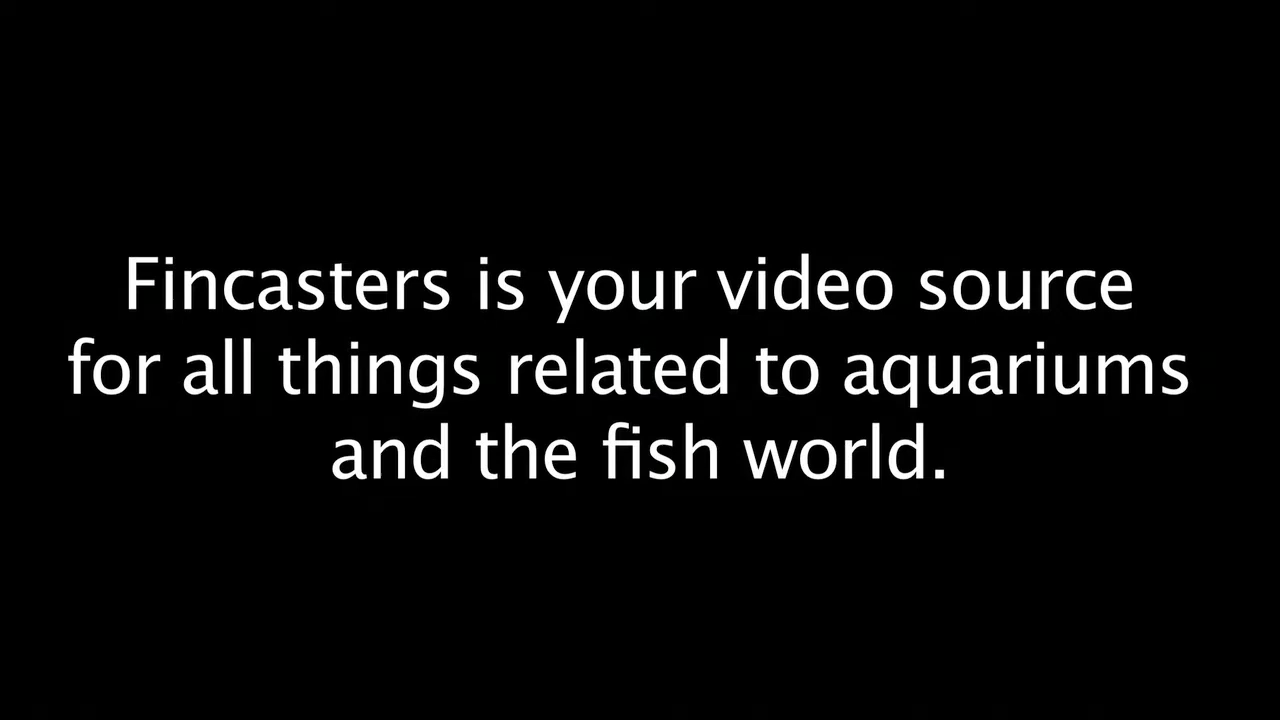 Fincasters is your video source
for all things related to aquariums
and the fish world.